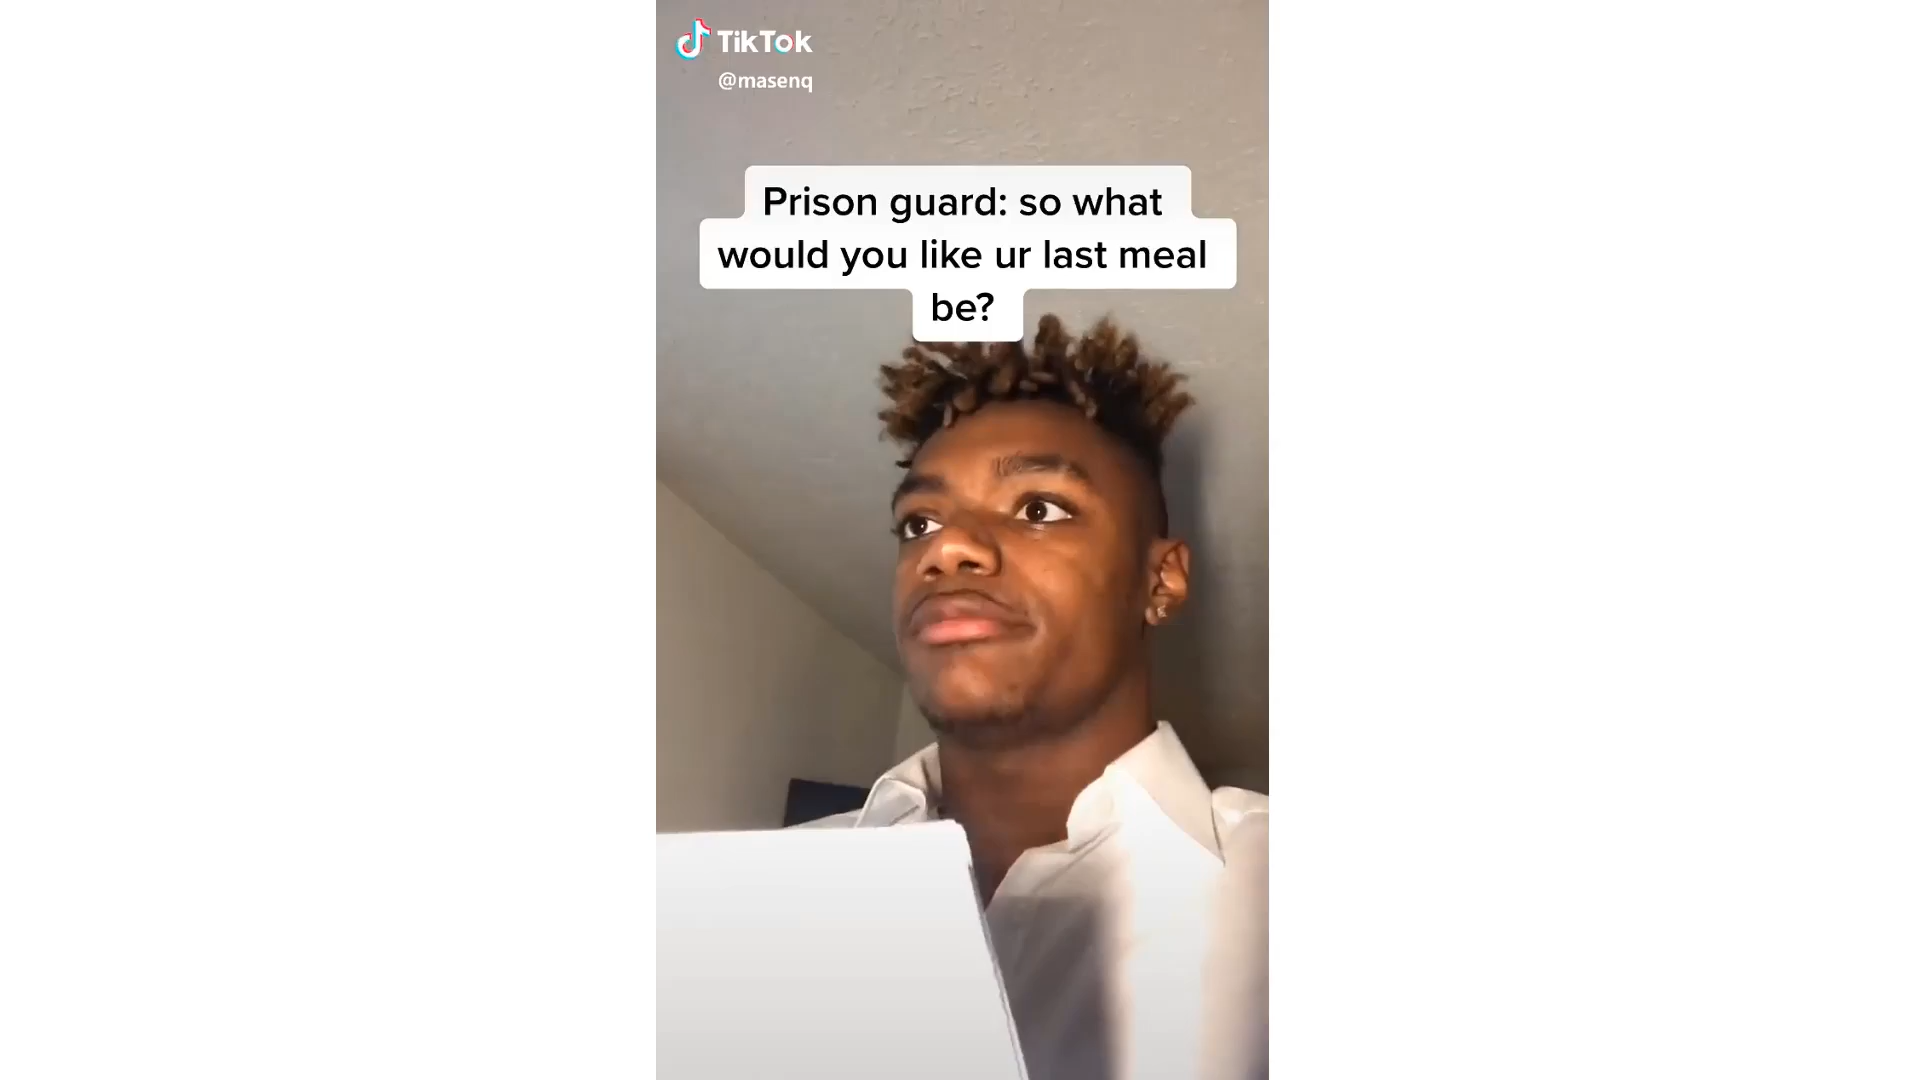 TikTok
@masenq
Prison guard: so what
would you like ur last meal
be?